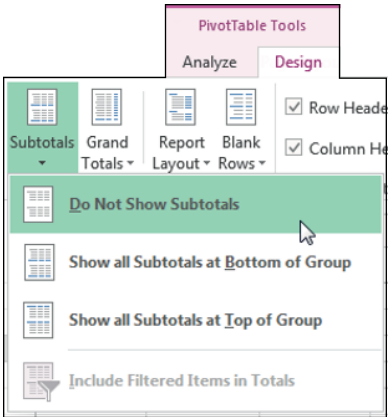 PivotTable Tools
Analyze Design
Subtotals Grand Totals Report Layout Blank Rows
Row Heade
Column He
Do Not Show Subtotals
Show all Subtotals at Bottom of Group
Show all Subtotals at Top of Group
Include Filtered Items in Totals